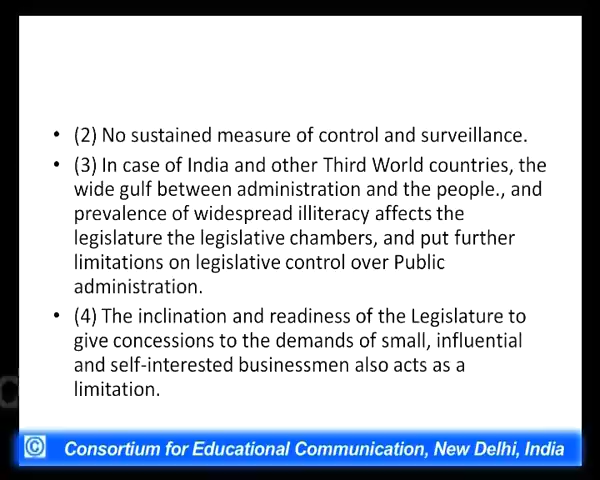 • (2) No sustained measure of control and surveillance.
• (3) In case of India and other Third World countries, the
wide gulf between administration and the people., and
prevalence of widespread illiteracy affects the
legislature the legislative chambers, and put further
limitations on legislative control over Public
administration.
• (4) The inclination and readiness of the Legislature to
give concessions to the demands of small, influential
and self-interested businessmen also acts as a
limitation.
© Consortium for Educational Communication, New Delhi, India